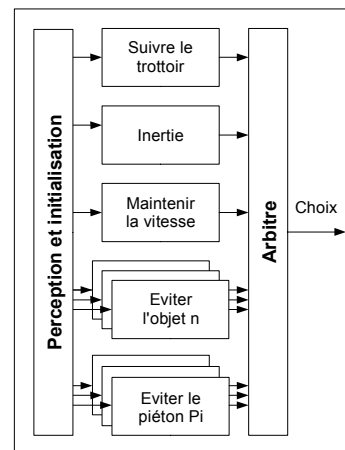 Perception et initialisation
Suivre le
trottoir
Inertie
Maintenir
la vitesse
Eviter
l'objet n
Eviter le
piéton Pi
Arbitre
Choix